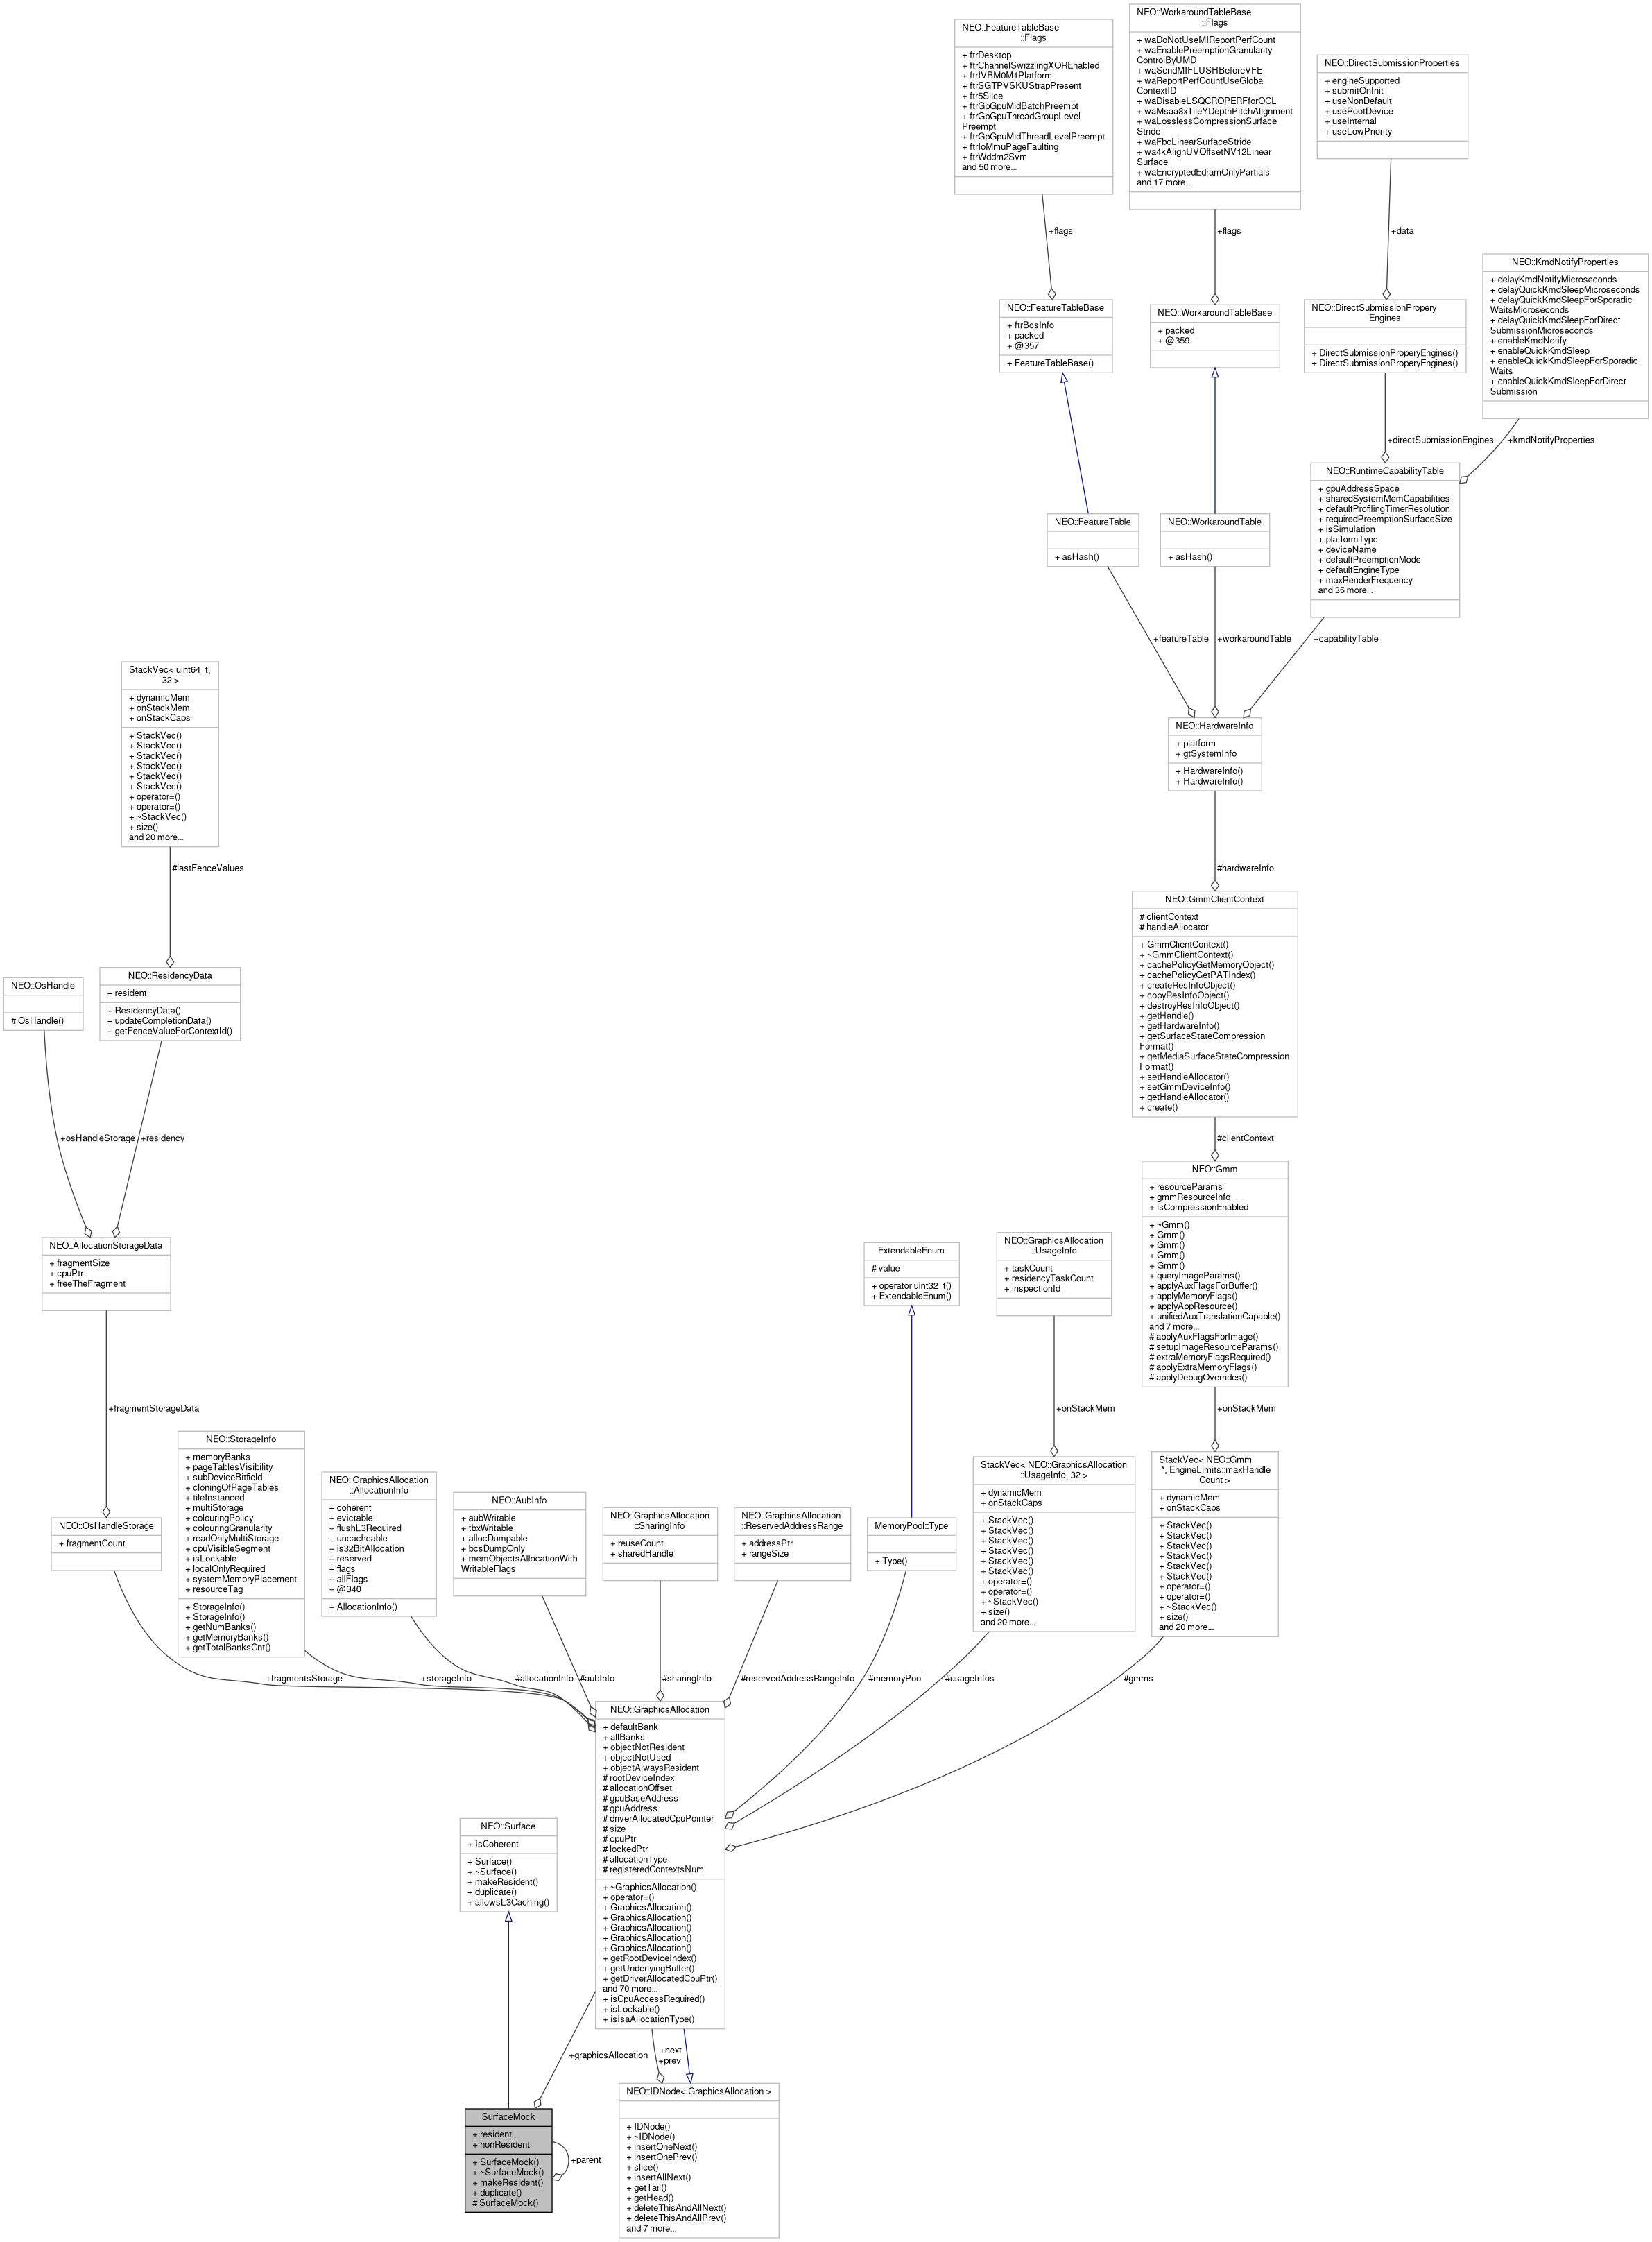 NEO::FeatureTableBase
::Flags
+ ftrDesktop
+ ftrChannelSwizzlingXOREnabled
+ ftrIVBM0M1Platform
+ ftrSGTPVSKUStrapPresent
+ ftr5Slice
+ ftrGpGpuMidBatchPreempt
+ ftrGpGpuThreadGroupLevel
Preempt
+ ftrGpGpuMidThreadLevelPreempt
+ ftrIoMmuPageFaulting
+ ftrWddm2Svm
and 50 more...
NEO::WorkaroundTableBase
::Flags
+ waDoNotUseMIReportPerfCount
+ waEnablePreemptionGranularity
ControlByUMD
+ waSendMIFLUSHBeforeVFE
+ waReportPerfCountUseGlobal
ContextID
+ waDisableLSQCROPERFforOCL
+ waMsaa8xTileYDepthPitchAlignment
+ waLosslessCompressionSurface
Stride
+ waFbcLinearSurfaceStride
+ wa4kAlignUVOffsetNV12Linear
Surface
+ waEncryptedEdramOnlyPartials
and 17 more...
NEO::DirectSubmissionProperties
+ engineSupported
+ submitOnInit
+ useNonDefault
+ useRootDevice
+ useInternal
+ useLowPriority
+flags
+flags
+data
NEO::KmdNotifyProperties
+ delayKmdNotifyMicroseconds
+ delayQuickKmdSleepMicroseconds
+ delayQuickKmdSleepForSporadic
WaitsMicroseconds
+ delayQuickKmdSleepForDirect
SubmissionMicroseconds
+ enableKmdNotify
+ enableQuickKmdSleep
+ enableQuickKmdSleepForSporadic
Waits
+ enableQuickKmdSleepForDirect
Submission
NEO::FeatureTableBase
+ ftrBcsInfo
+ packed
+ @357
+ FeatureTableBase()
NEO::WorkaroundTableBase
+ packed
+ @359
NEO::DirectSubmissionPropery
Engines
+ DirectSubmissionProperyEngines()
+ DirectSubmissionProperyEngines()
+directSubmissionEngines
+kmdNotifyProperties
NEO::RuntimeCapabilityTable
+ gpuAddressSpace
+ sharedSystemMemCapabilities
+ defaultProfilingTimerResolution
+ requiredPreemptionSurfaceSize
+ isSimulation
+ platformType
+ deviceName
+ defaultPreemptionMode
+ defaultEngineType
+ maxRenderFrequency
and 35 more...
NEO::FeatureTable
+ asHash()
NEO::WorkaroundTable
+ asHash()
+featureTable
+workaroundTable
+capabilityTable
StackVec< uint64_t,
32 >
+ dynamicMem
+ onStackMem
+ onStackCaps
+ StackVec()
+ StackVec()
+ StackVec()
+ StackVec()
+ StackVec()
+ StackVec()
+ operator=()
+ operator=()
+ ~StackVec()
+ size()
and 20 more...
NEO::HardwareInfo
+ platform
+ gtSystemInfo
+ HardwareInfo()
+ HardwareInfo()
#lastFenceValues
#hardwareInfo
NEO::GmmClientContext
# clientContext
# handleAllocator
+ GmmClientContext()
+ ~GmmClientContext()
+ cachePolicyGetMemoryObject()
+ cachePolicyGetPATIndex()
+ createResInfoObject()
+ copyResInfoObject()
+ destroyResInfoObject()
+ getHandle()
+ getHardwareInfo()
+ getSurfaceStateCompression
Format()
+ getMediaSurfaceStateCompression
Format()
+ setHandleAllocator()
+ setGmmDeviceInfo()
+ getHandleAllocator()
+ create()
NEO::OsHandle
# OsHandle()
NEO::ResidencyData
+ resident
+ ResidencyData()
+ updateCompletionData()
+ getFenceValueForContextId()
+osHandleStorage
+residency
#clientContext
NEO::Gmm
+ resourceParams
+ gmmResourceInfo
+ isCompressionEnabled
+ ~Gmm()
+ Gmm()
+ Gmm()
+ Gmm()
+ Gmm()
+ queryImageParams()
+ applyAuxFlagsForBuffer()
+ applyMemoryFlags()
+ applyAppResource()
+ unifiedAuxTranslationCapable()
and 7 more...
# applyAuxFlagsForImage()
# setupImageResourceParams()
# extraMemoryFlagsRequired()
# applyExtraMemoryFlags()
# applyDebugOverrides()
NEO::AllocationStorageData
+ fragmentSize
+ cpuPtr
+ freeTheFragment
ExtendableEnum
# value
+ operator uint32_t()
+ ExtendableEnum()
NEO::GraphicsAllocation
::UsageInfo
+ taskCount
+ residencyTaskCount
+ inspectionId
+fragmentStorageData
+onStackMem
+onStackMem
NEO::OsHandleStorage
+ fragmentCount
NEO::StorageInfo
+ memoryBanks
+ pageTablesVisibility
+ subDeviceBitfield
+ cloningOfPageTables
+ tileInstanced
+ multiStorage
+ colouringPolicy
+ colouringGranularity
+ readOnlyMultiStorage
+ cpuVisibleSegment
+ isLockable
+ localOnlyRequired
+ systemMemoryPlacement
+ resourceTag
+ StorageInfo()
+ StorageInfo()
+ getNumBanks()
+ getMemoryBanks()
+ getTotalBanksCnt()
NEO::GraphicsAllocation
::AllocationInfo
+ coherent
+ evictable
+ flushL3Required
+ uncacheable
+ is32BitAllocation
+ reserved
+ flags
+ allFlags
+ @340
+ AllocationInfo()
NEO::AubInfo
+ aubWritable
+ tbxWritable
+ allocDumpable
+ bcsDumpOnly
+ memObjectsAllocationWith
WritableFlags
NEO::GraphicsAllocation
::SharingInfo
+ reuseCount
+ sharedHandle
NEO::GraphicsAllocation
::ReservedAddressRange
+ addressPtr
+ rangeSize
MemoryPool::Type
+ Type()
StackVec< NEO::GraphicsAllocation
::UsageInfo, 32 >
+ dynamicMem
+ onStackCaps
+ StackVec()
+ StackVec()
+ StackVec()
+ StackVec()
+ StackVec()
+ StackVec()
+ operator=()
+ operator=()
+ ~StackVec()
+ size()
and 20 more...
StackVec< NEO::Gmm
*, EngineLimits::maxHandle
Count >
+ dynamicMem
+ onStackCaps
+ StackVec()
+ StackVec()
+ StackVec()
+ StackVec()
+ StackVec()
+ StackVec()
+ operator=()
+ operator=()
+ ~StackVec()
+ size()
and 20 more...
+fragmentsStorage
+storageInfo
#allocationInfo
#aubInfo
#sharingInfo
#reservedAddressRangeInfo
#memoryPool
#usageInfos
#gmms
NEO::GraphicsAllocation
+ defaultBank
+ allBanks
+ objectNotResident
+ objectNotUsed
+ objectAlwaysResident
# rootDeviceIndex
# allocationOffset
# gpuBaseAddress
# gpuAddress
# driverAllocatedCpuPointer
# size
# cpuPtr
# lockedPtr
# allocationType
# registeredContextsNum
+ ~GraphicsAllocation()
+ operator=()
+ GraphicsAllocation()
+ GraphicsAllocation()
+ GraphicsAllocation()
+ GraphicsAllocation()
+ GraphicsAllocation()
+ getRootDeviceIndex()
+ getUnderlyingBuffer()
+ getDriverAllocatedCpuPtr()
and 70 more...
+ isCpuAccessRequired()
+ isLockable()
+ isIsaAllocationType()
NEO::Surface
+ IsCoherent
+ Surface()
+ ~Surface()
+ makeResident()
+ duplicate()
+ allowsL3Caching()
+graphicsAllocation
+next
+prev
SurfaceMock
+ resident
+ nonResident
+ SurfaceMock()
+ ~SurfaceMock()
+ makeResident()
+ duplicate()
# SurfaceMock()
+parent
NEO::IDNode< GraphicsAllocation >
+ IDNode()
+ ~IDNode()
+ insertOneNext()
+ insertOnePrev()
+ slice()
+ insertAllNext()
+ getTail()
+ getHead()
+ deleteThisAndAllNext()
+ deleteThisAndAllPrev()
and 7 more...